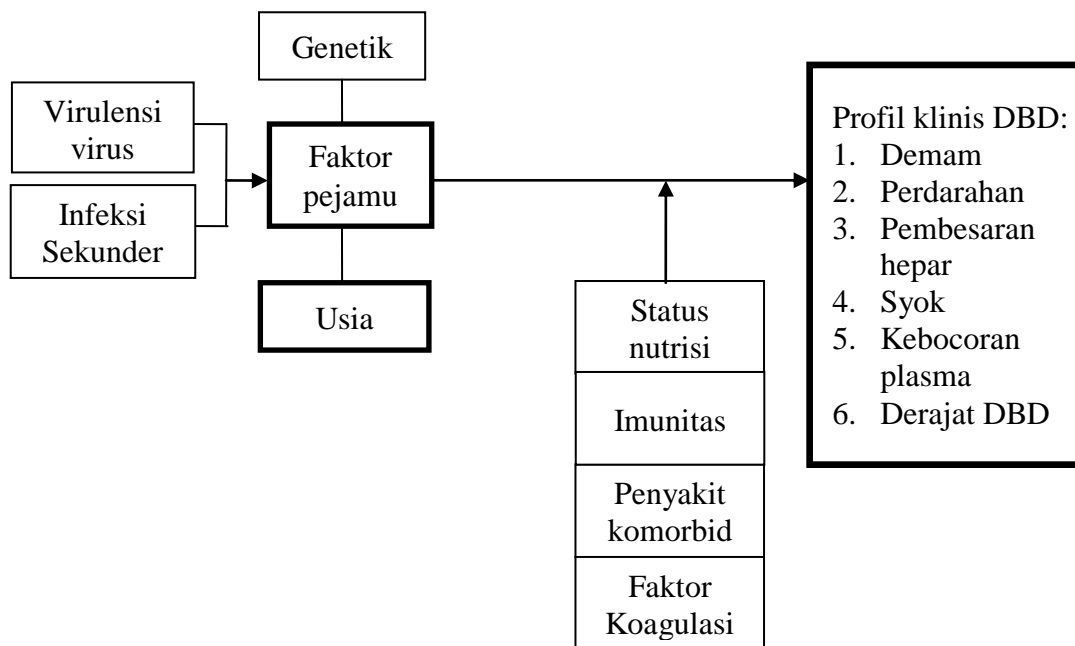 Genetik
Virulensi
virus
Infeksi
Sekunder
Faktor
pejamu
Usia
Status
nutrisi
Imunitas
Penyakit
komorbid
Faktor
Koagulasi
Profil klinis DBD:
1. Demam
2. Perdarahan
3. Pembesaran
hepar
4. Syok
5. Kebocoran
plasma
6. Derajat DBD